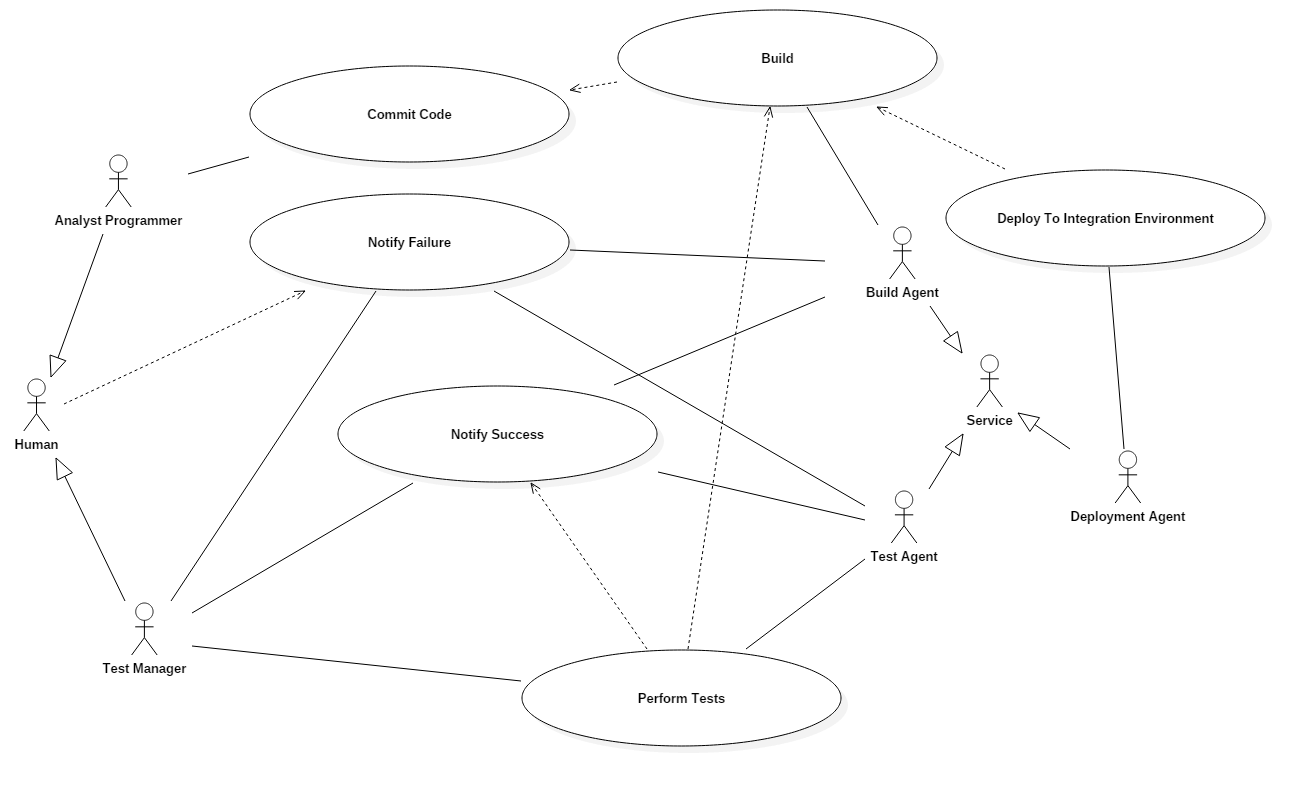 Build
Commit Code
Analyst Programmer
Deploy To Integration Environment
Notify Failure
Build Agent
Service
Human
Notify Success
Deployment Agent
Test Agent
Test Manager
Perform Tests